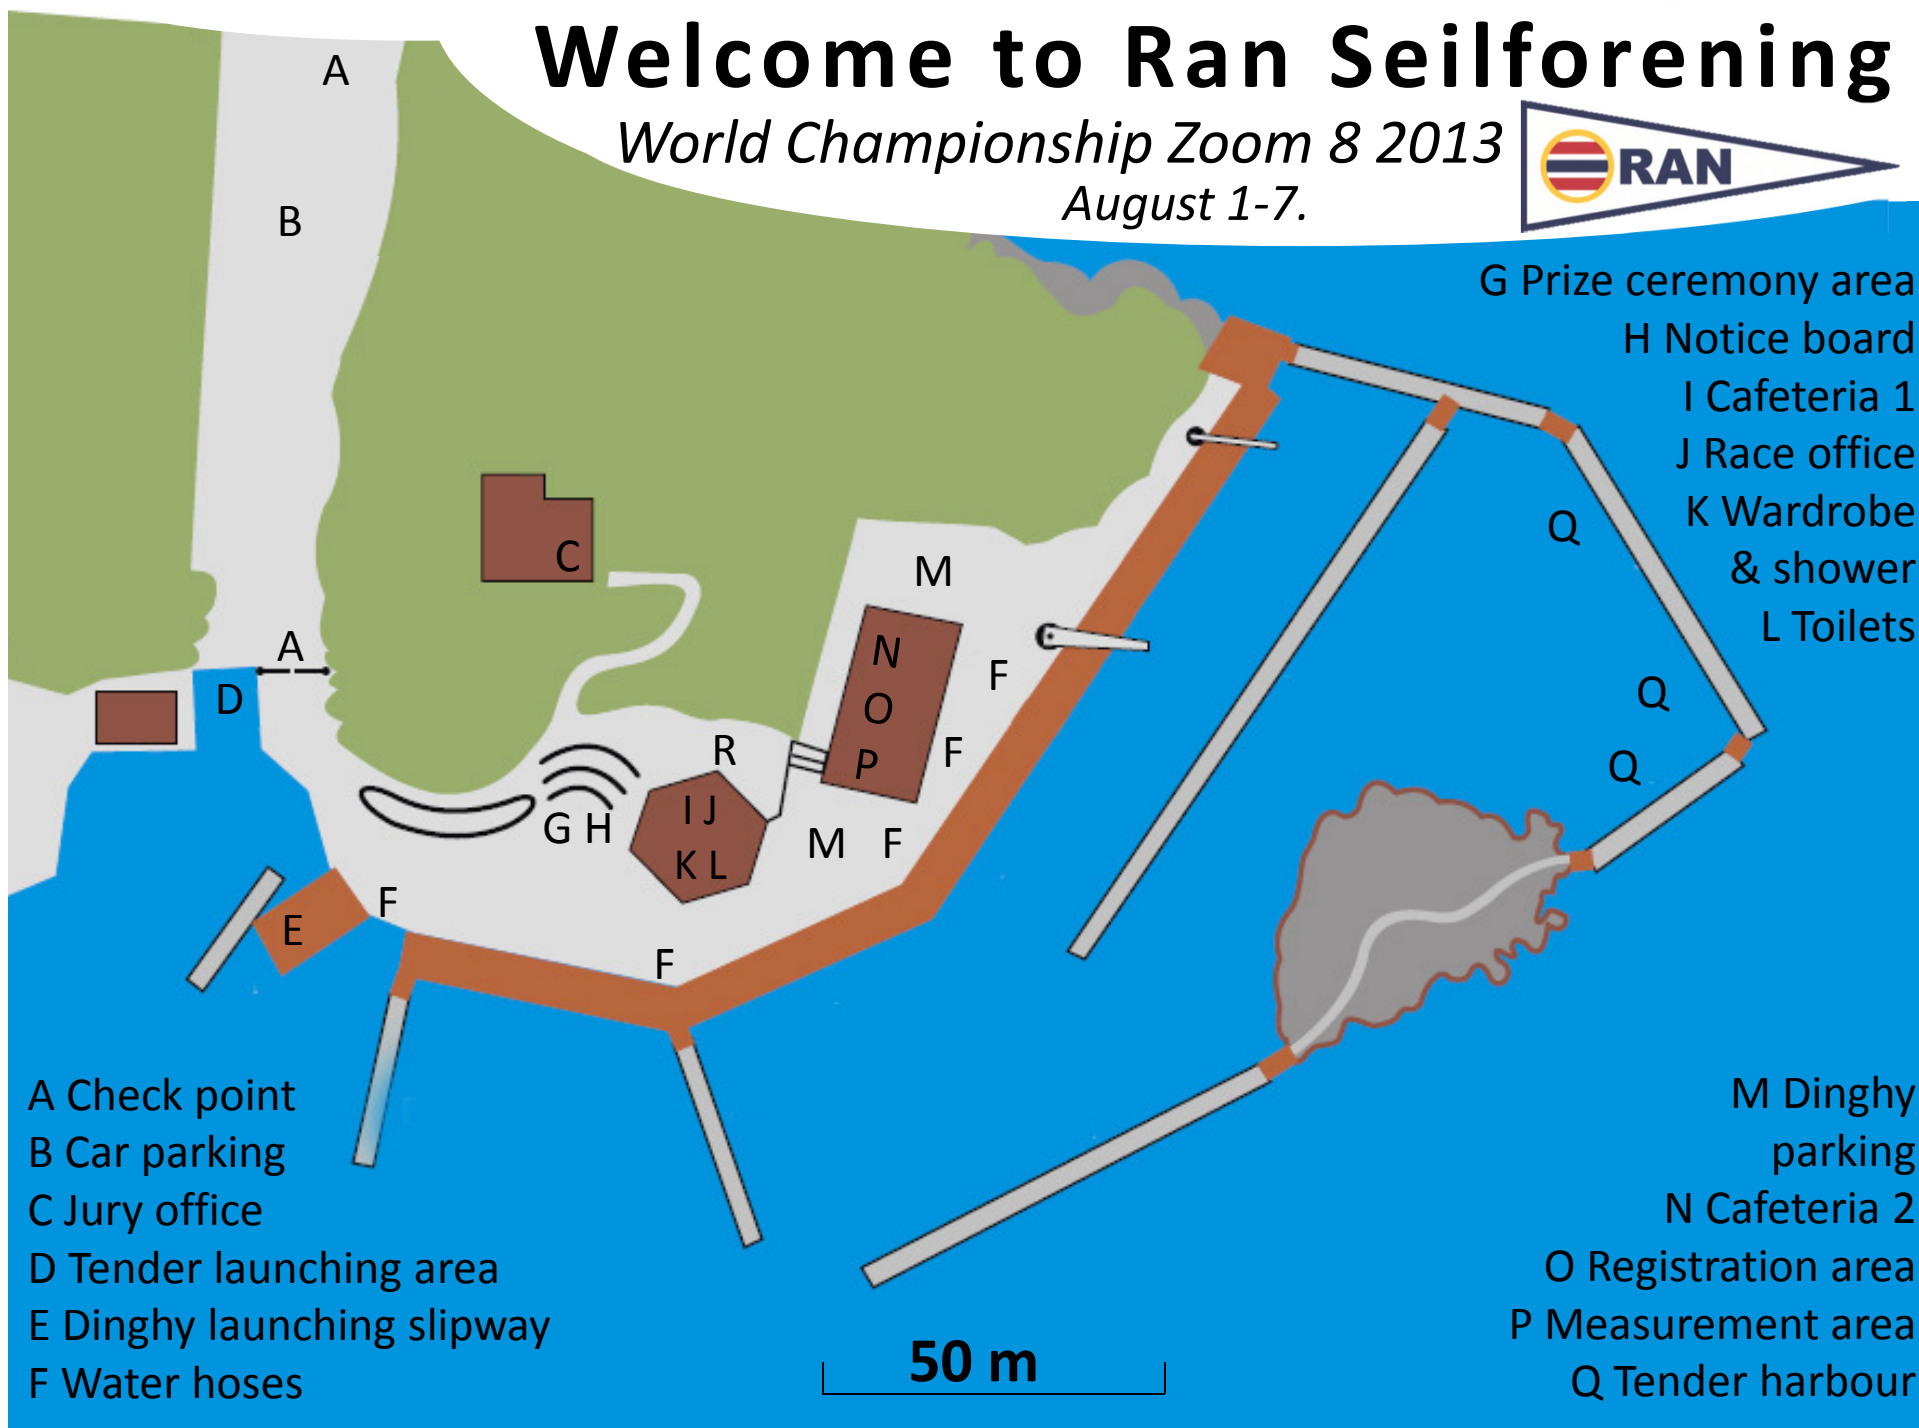 Welcome to Ran Seilforening
World Championship Zoom 8 2013
August 1-7.
RAN
A
B
G Prize ceremony area
H Notice board
I Cafeteria 1
J Race office
K Wardrobe
& shower
L Toilets
Q
C
M
A
N
F
D
O
Q
R
F
P
Q
I J
G H
M F
K L
F
E
F
A Check point
B Car parking
C Jury office
D Tender launching area
E Dinghy launching slipway
F Water hoses
M Dinghy
parking
N Cafeteria 2
O Registration area
P Measurement area
Q Tender harbour
50 m